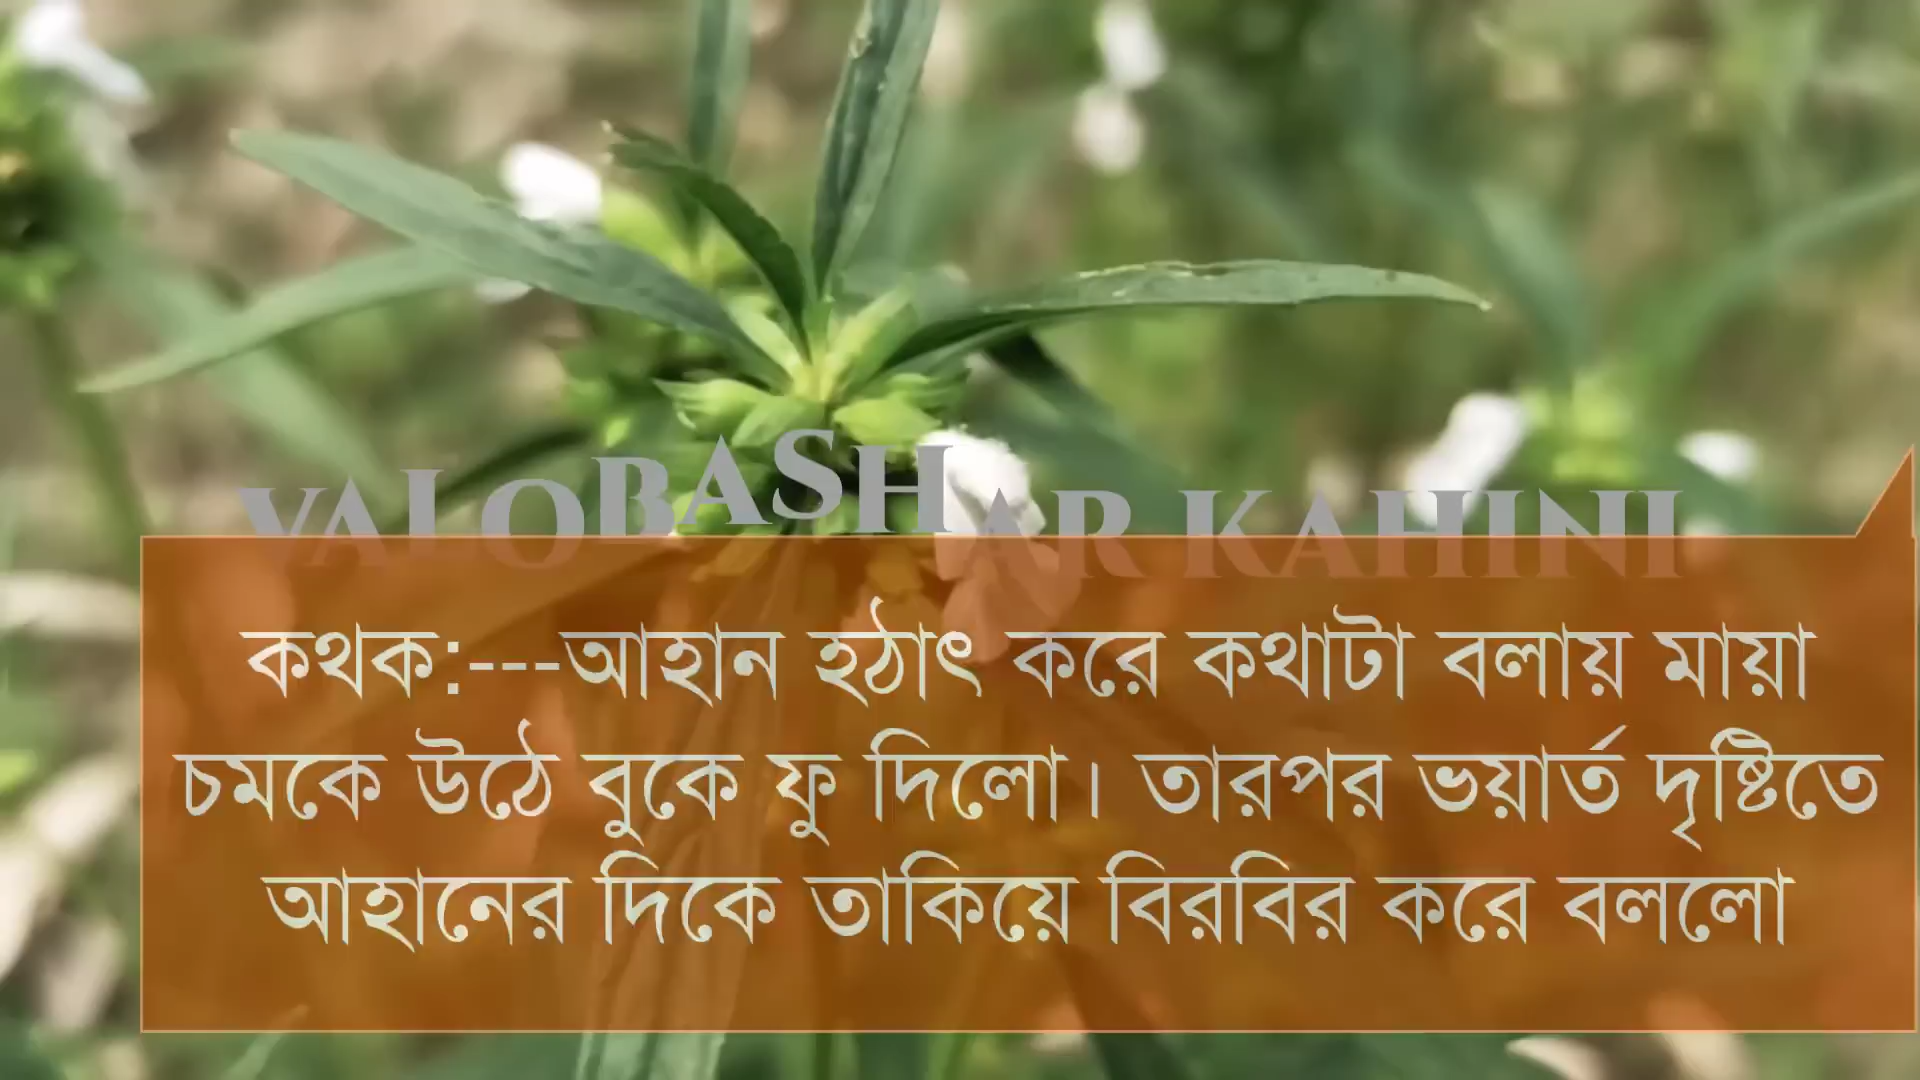 VALOBASHAR KAHINI
কথক:---আহান হঠাৎ করে কথাটা বলায় মায়া
চমকে উঠে বুকে ফু দিলো। তারপর ভয়ার্ত দৃষ্টিতে
আহানের দিকে তাকিয়ে বিরবির করে বললো